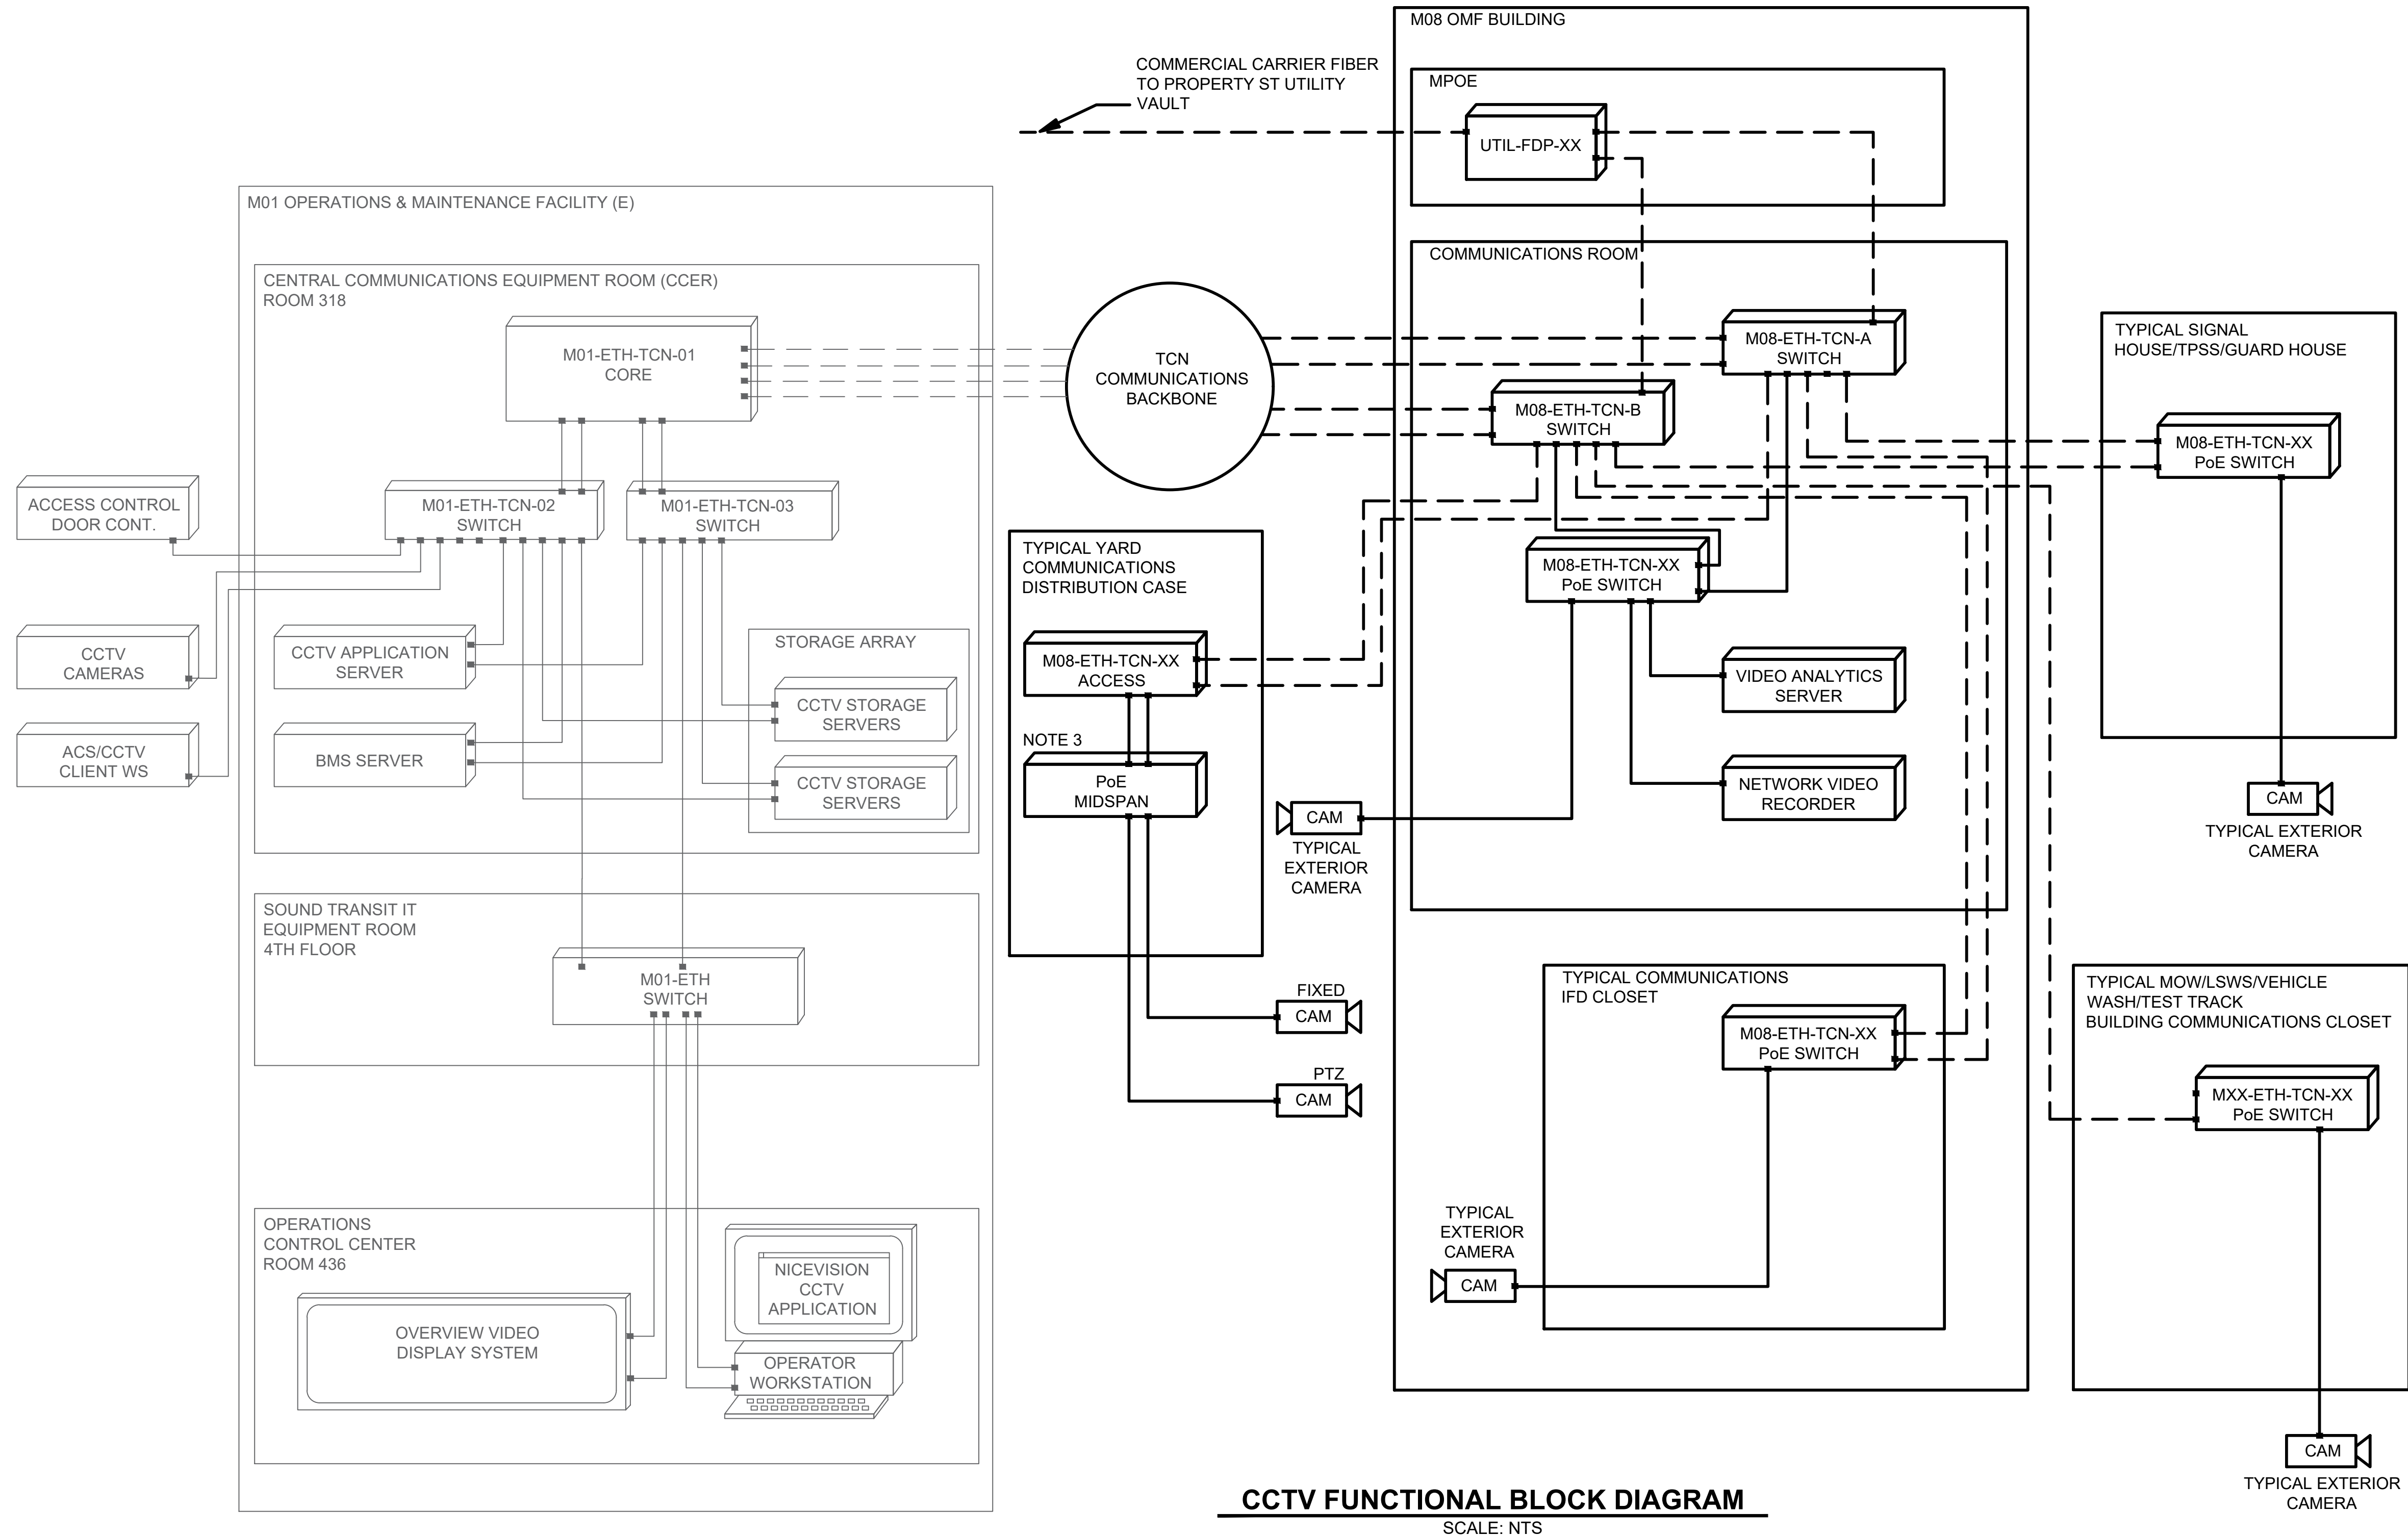 M08 OMF BUILDING
COMMERCIAL CARRIER FIBER
TO PROPERTY ST UTILITY
VAULT
MPOE
UTIL-FDP-XX
M01 OPERATIONS & MAINTENANCE FACILITY (E)
CENTRAL COMMUNICATIONS EQUIPMENT ROOM (CCER)
ROOM 318
M01-ETH-TCN-01
CORE
M01-ETH-TCN-02
SWITCH
M01-ETH-TCN-03
SWITCH
ACCESS CONTROL
DOOR CONT.
CCTV
CAMERAS
ACS/CCTV
CLIENT WS
CCTV APPLICATION
SERVER
BMS SERVER
STORAGE ARRAY
CCTV STORAGE
SERVERS
CCTV STORAGE
SERVERS
SOUND TRANSIT IT
EQUIPMENT ROOM
4TH FLOOR
M01-ETH
SWITCH
OPERATIONS
CONTROL CENTER
ROOM 436
OVERVIEW VIDEO
DISPLAY SYSTEM
NICEVISION
CCTV
APPLICATION
OPERATOR
WORKSTATION
TCN
COMMUNICATIONS
BACKBONE
TYPICAL YARD
COMMUNICATIONS
DISTRIBUTION CASE
M08-ETH-TCN-XX
ACCESS
NOTE 3
PoE
MIDSPAN
CAM
TYPICAL
EXTERIOR
CAMERA
FIXED
CAM
PTZ
CAM
COMMUNICATIONS ROOM
M08-ETH-TCN-A
SWITCH
M08-ETH-TCN-B
SWITCH
M08-ETH-TCN-XX
PoE SWITCH
VIDEO ANALYTICS
SERVER
NETWORK VIDEO
RECORDER
TYPICAL COMMUNICATIONS
IFD CLOSET
M08-ETH-TCN-XX
PoE SWITCH
TYPICAL
EXTERIOR
CAMERA
CAM
TYPICAL SIGNAL
HOUSE/TPSS/GUARD HOUSE
M08-ETH-TCN-XX
PoE SWITCH
CAM
TYPICAL EXTERIOR
CAMERA
TYPICAL MOW/LSWS/VEHICLE
WASH/TEST TRACK
BUILDING COMMUNICATIONS CLOSET
MXX-ETH-TCN-XX
PoE SWITCH
CAM
TYPICAL EXTERIOR
CAMERA
CCTV FUNCTIONAL BLOCK DIAGRAM
SCALE: NTS